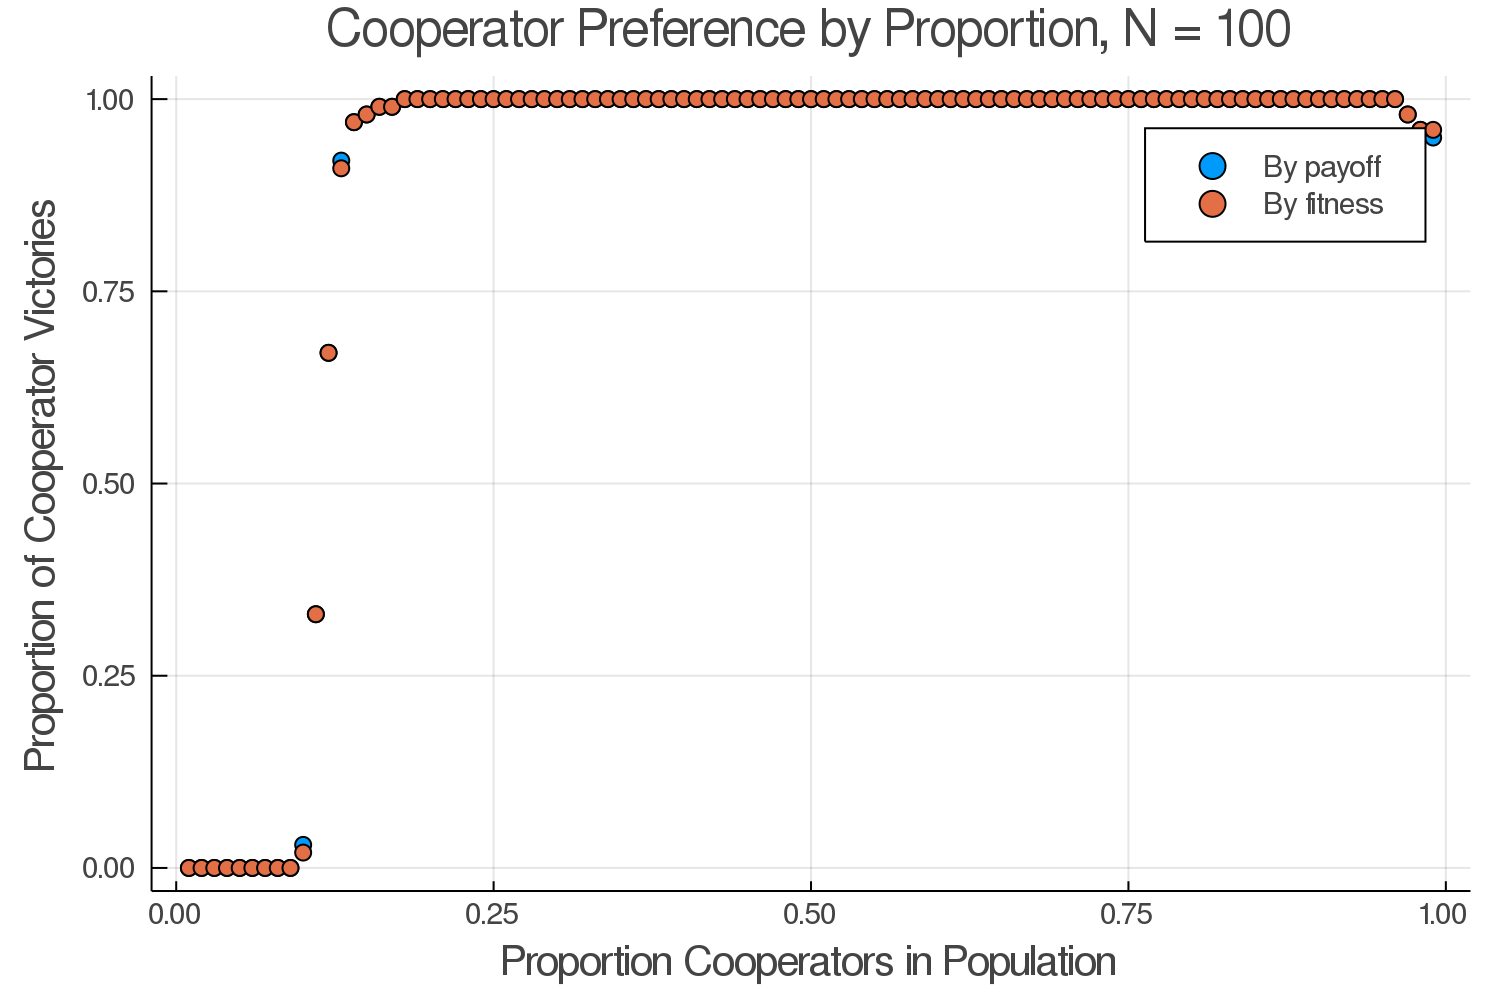 Cooperator Preference by Proportion, N = 100
Proportion of Cooperator Victories
1.00
0.75
0.50
0.25
0.00
By payoff
By fitness
0.00 0.25 0.50 0.75 1.00
Proportion Cooperators in Population